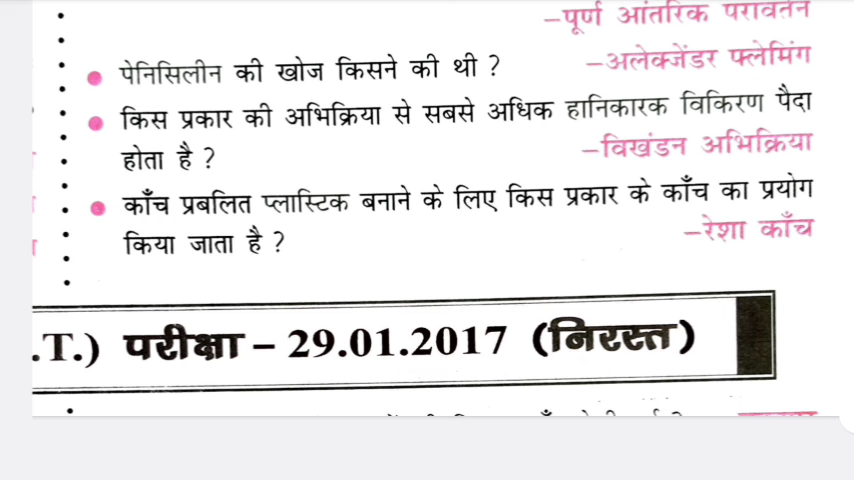 –पूर्ण आंतरिक परावर्तन
पेनिसिलीन की खोज किसने की थी ? –अलेक्जेंडर फ्लेमिंग
किस प्रकार की अभिक्रिया से सबसे अधिक हानिकारक विकिरण पैदा
होता है ? –विखंडन अभिक्रिया
काँच प्रबलित प्लास्टिक बनाने के लिए किस प्रकार के काँच का प्रयोग
किया जाता है ? –रेशा काँच
.T.) परीक्षा – 29.01.2017 (निरस्त)